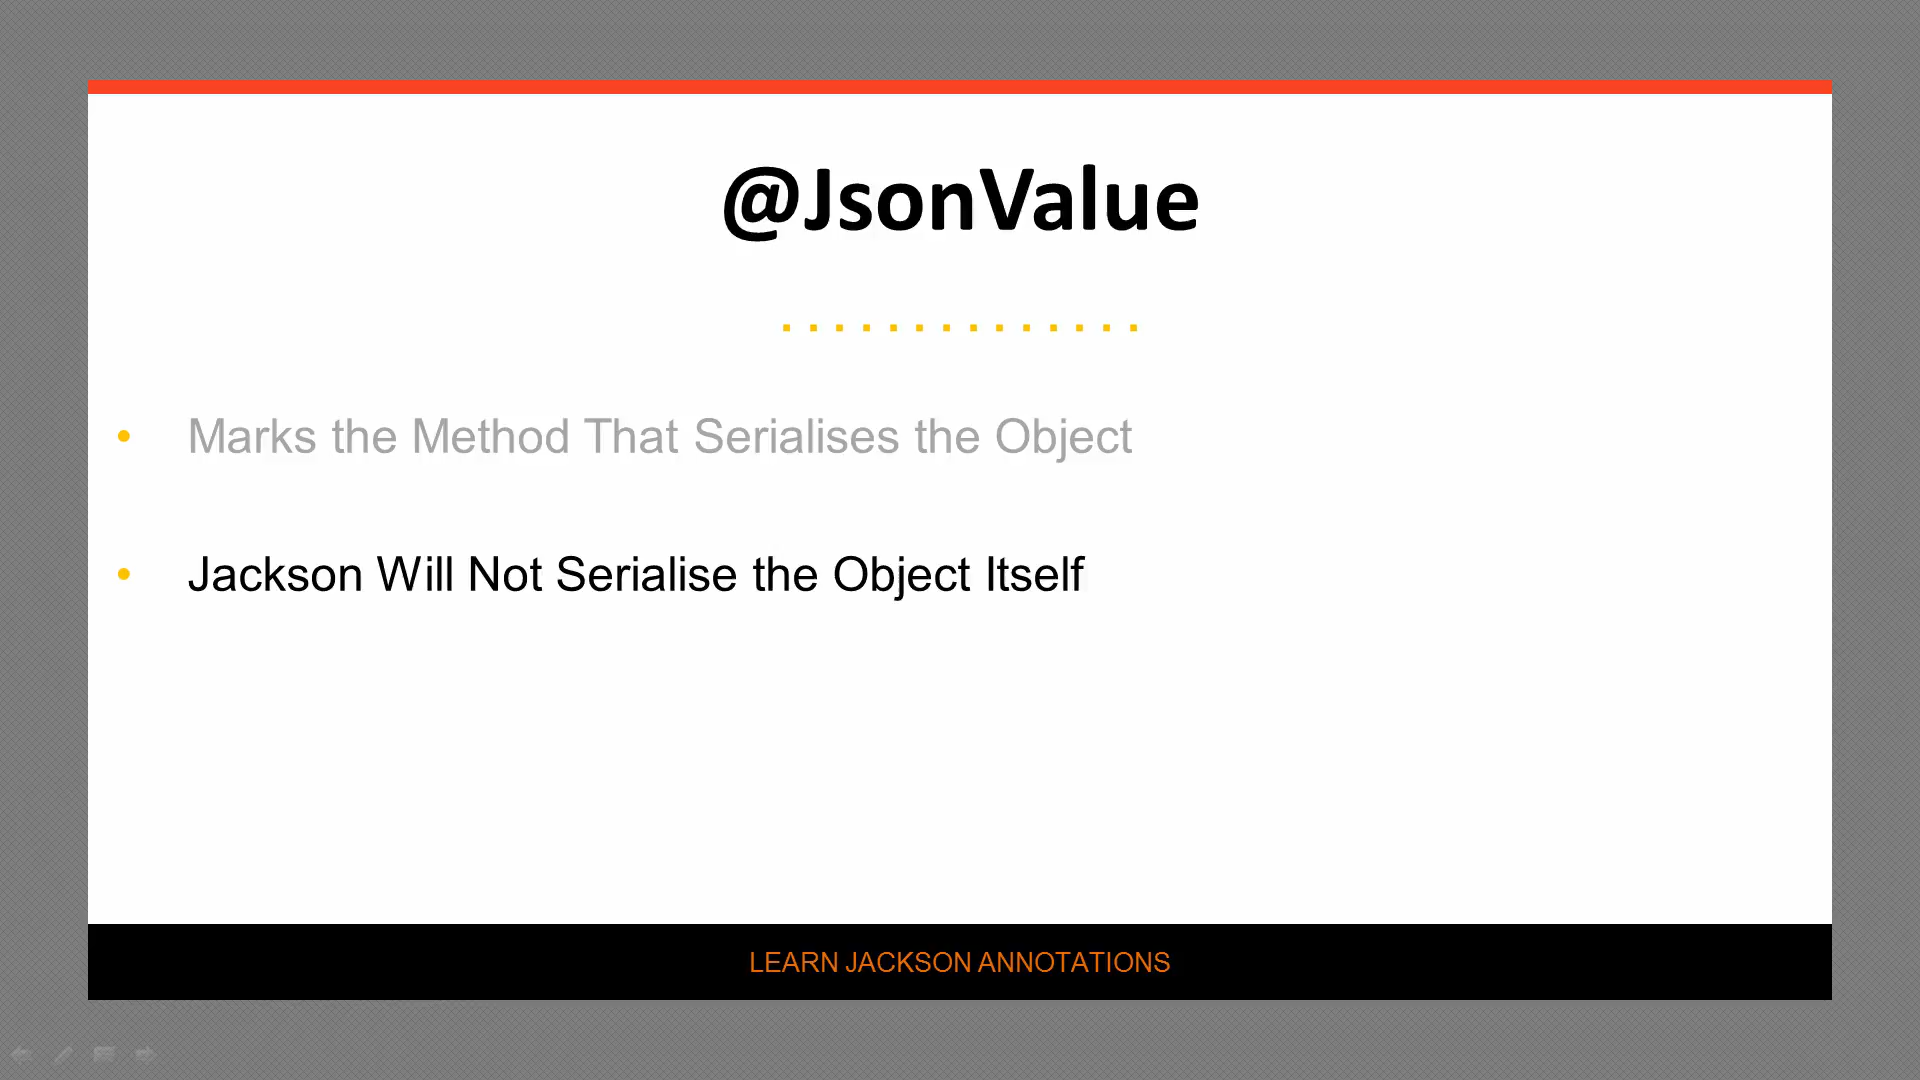 @JsonValue
• Marks the Method That Serialises the Object
• Jackson Will Not Serialise the Object Itself
LEARN JACKSON ANNOTATIONS